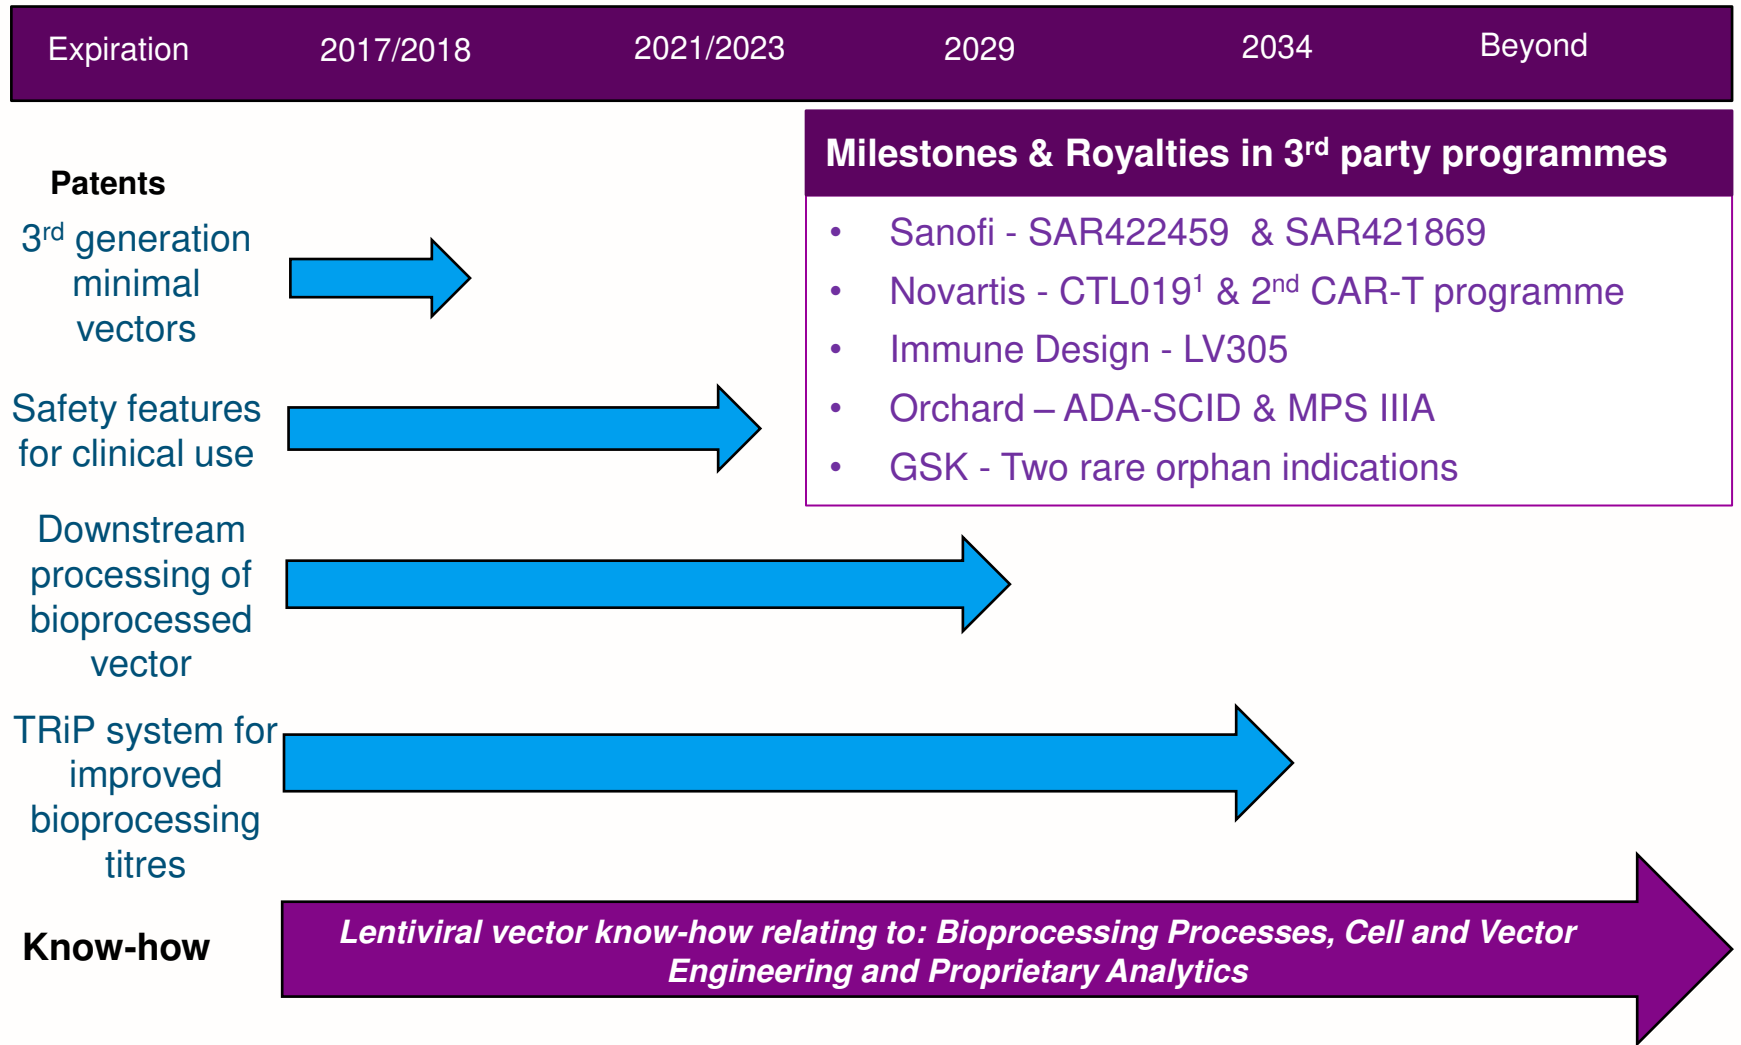 Expiration 2017/2018 2021/2023 2029 2034 Beyond
Milestones & Royalties in 3rd party programmes
• Sanofi - SAR422459 & SAR421869
• Novartis - CTL019¹ & 2nd CAR-T programme
• Immune Design - LV305
• Orchard – ADA-SCID & MPS IIIA
• GSK - Two rare orphan indications
Patents
3rd generation
minimal
vectors
Safety features
for clinical use
Downstream
processing of
bioprocessed
vector
TRiP system for
improved
bioprocessing
titres
Know-how
Lentiviral vector know-how relating to: Bioprocessing Processes, Cell and Vector
Engineering and Proprietary Analytics